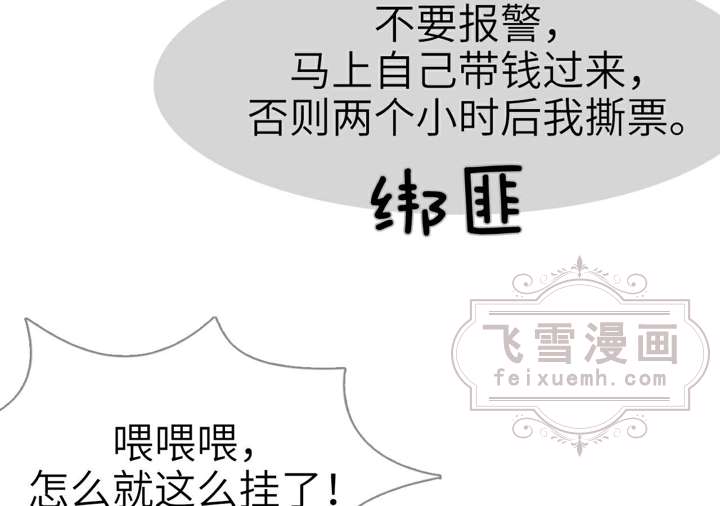 不要报警，
马上自己带钱过来，
否则两个小时后我撕票。
绑匪
飞雪漫画
feixuemh.com
喂喂喂，
怎么就这么挂了！